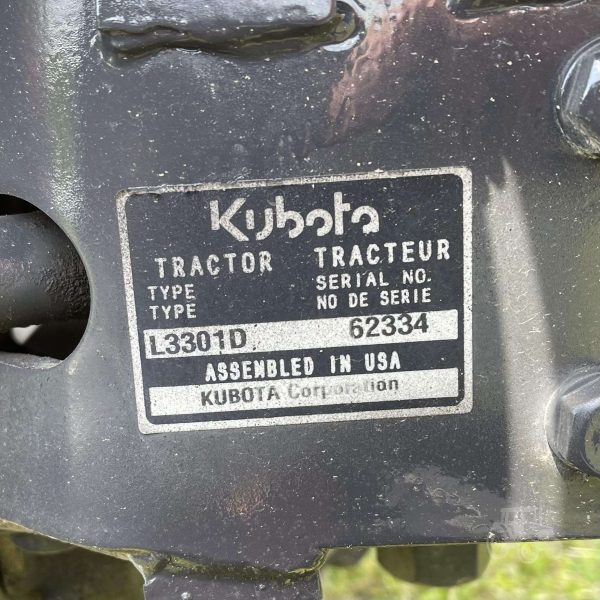 Kubota
TRACTOR TRACTEUR
TYPE SERIAL NO.
TYPE NO DE SERIE
L3301D 62334
ASSEMBLED IN USA
KUBOTA Corporation